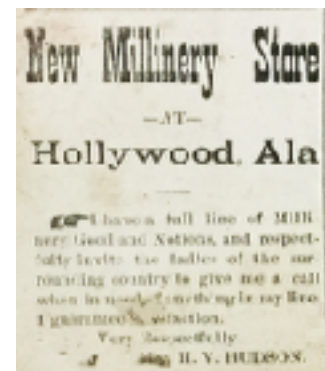 New Millinery Store
—AT—
Hollywood, Ala
I have a full line of Milli-
nery Good and Notions, and respect-
fully invite the ladies of the sur-
rounding country to give me a call
when in need of anything in my line
I guarantee satisfaction.
Very Respectfully
H. Y. HUDSON.